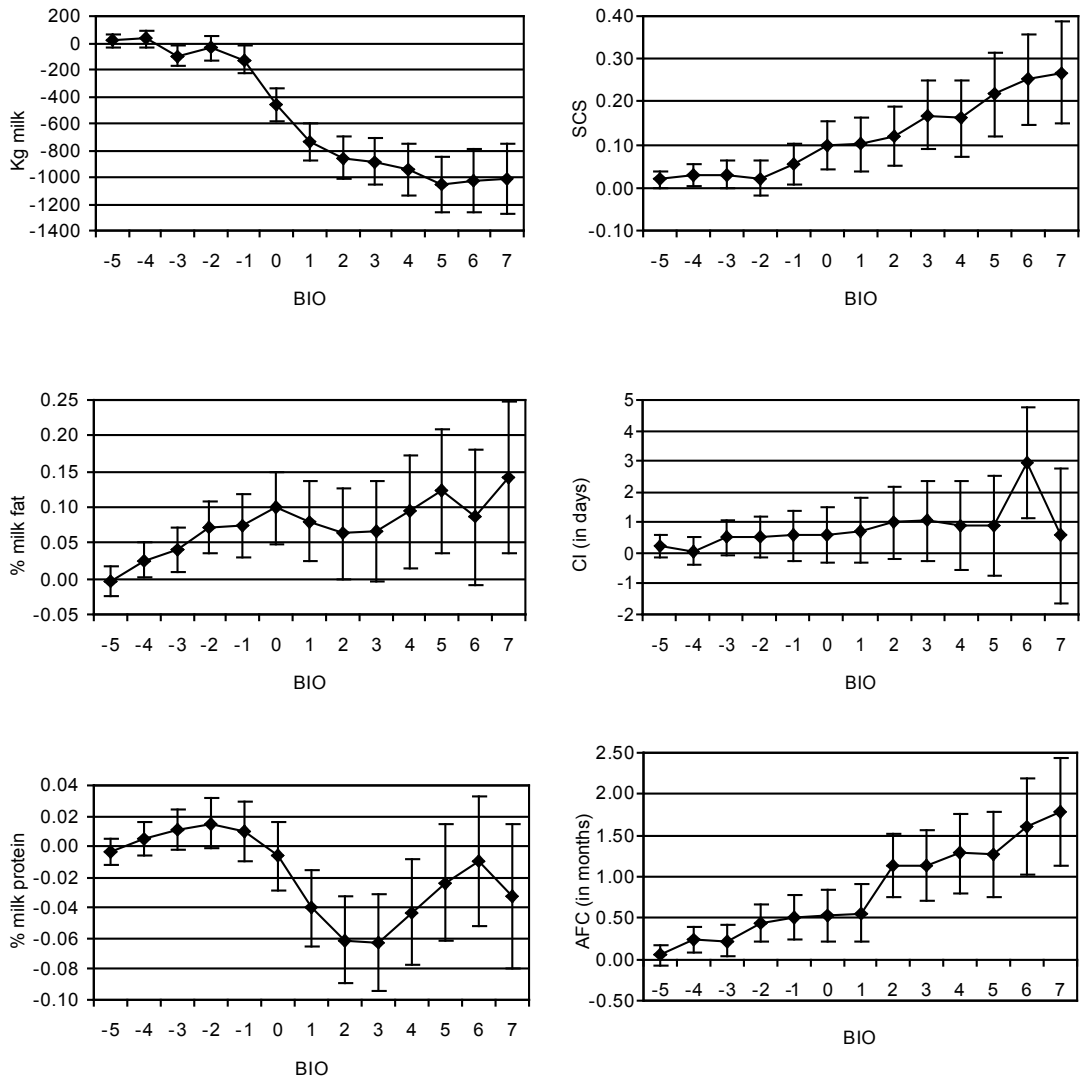 Kg milk
200
0
-200
-400
-600
-800
-1000
-1200
-1400
-5 -4 -3 -2 -1 0 1 2 3 4 5 6 7
BIO
SCS
0.40
0.30
0.20
0.10
0.00
-0.10
-5 -4 -3 -2 -1 0 1 2 3 4 5 6 7
BIO
% milk fat
0.25
0.20
0.15
0.10
0.05
0.00
-0.05
-5 -4 -3 -2 -1 0 1 2 3 4 5 6 7
BIO
CI (in days)
5
4
3
2
1
0
-1
-2
-5 -4 -3 -2 -1 0 1 2 3 4 5 6 7
BIO
% milk protein
0.04
0.02
0.00
-0.02
-0.04
-0.06
-0.08
-0.10
-5 -4 -3 -2 -1 0 1 2 3 4 5 6 7
BIO
AFC (in months)
2.50
2.00
1.50
1.00
0.50
0.00
-0.50
-5 -4 -3 -2 -1 0 1 2 3 4 5 6 7
BIO